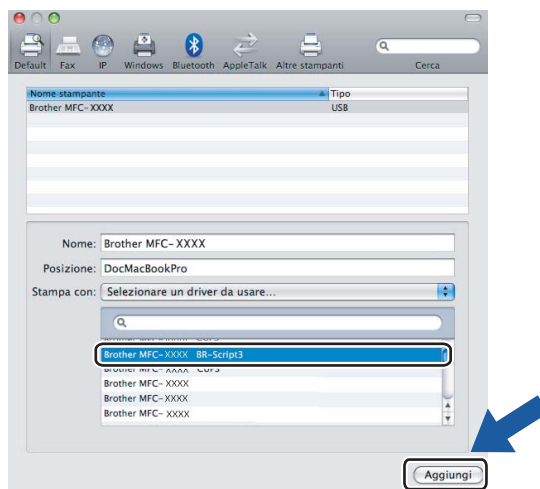 Default Fax IP Windows Bluetooth AppleTalk Altre stampanti Cerca
Nome stampante Tipo
Brother MFC-XXXX USB
Nome: Brother MFC-XXXX
Posizione: DocMacBookPro
Stampa con: Selezionare un driver da usare...
Brother MFC-XXXX BR-Script3
Brother MFC-XXXX CUPS
Brother MFC-XXXX
Brother MFC-XXXX
Brother MFC- XXXX
Aggiungi